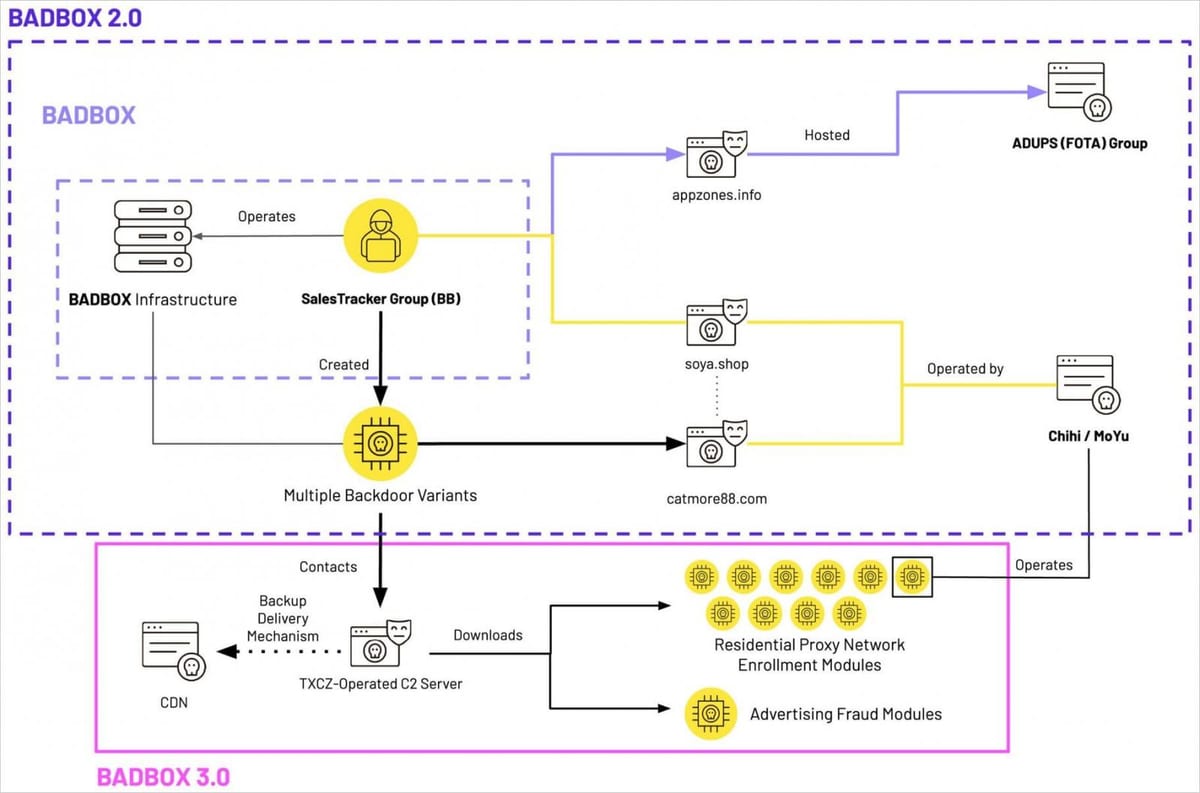 BADBOX 2.0
BADBOX
Hosted
ADUPS (FOTA) Group
appzones.info
Operates
BADBOX Infrastructure
SalesTracker Group (BB)
Created
soya.shop
Operated by
Chihi / MoYu
Multiple Backdoor Variants
catmore88.com
Contacts
Operates
Backup
Delivery
Mechanism
Downloads
Residential Proxy Network
Enrollment Modules
CDN
TXCZ-Operated C2 Server
Advertising Fraud Modules
BADBOX 3.0